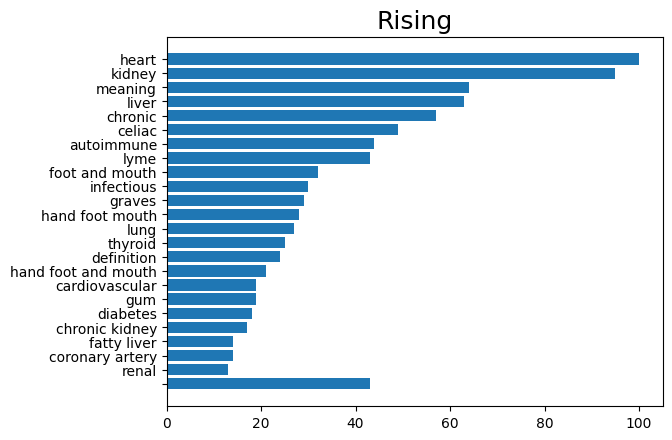 Rising
heart
kidney
meaning
liver
chronic
celiac
autoimmune
lyme
foot and mouth
infectious
graves
hand foot mouth
lung
thyroid
definition
hand foot and mouth
cardiovascular
gum
diabetes
chronic kidney
fatty liver
coronary artery
renal
0 20 40 60 80 100